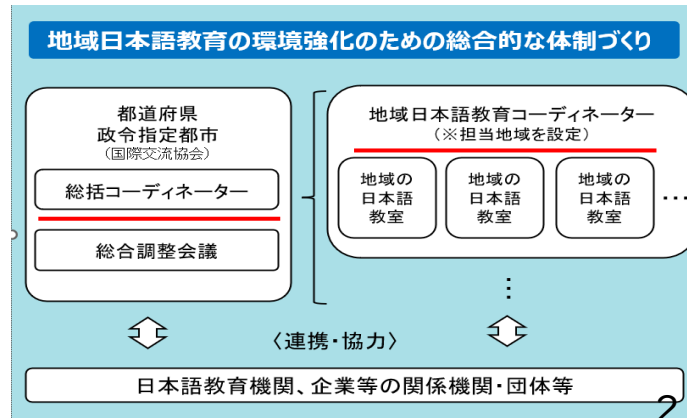 地域日本語教育の環境強化のための総合的な体制づくり
都道府県
政令指定都市
(国際交流協会)
総括コーディネーター
総合調整会議
地域日本語教育コーディネーター
(※担当地域を設定)
地域の
日本語
教室
地域の
日本語
教室
地域の
日本語
教室
…
⋮
〈連携・協力〉
日本語教育機関、企業等の関係機関・団体等
2